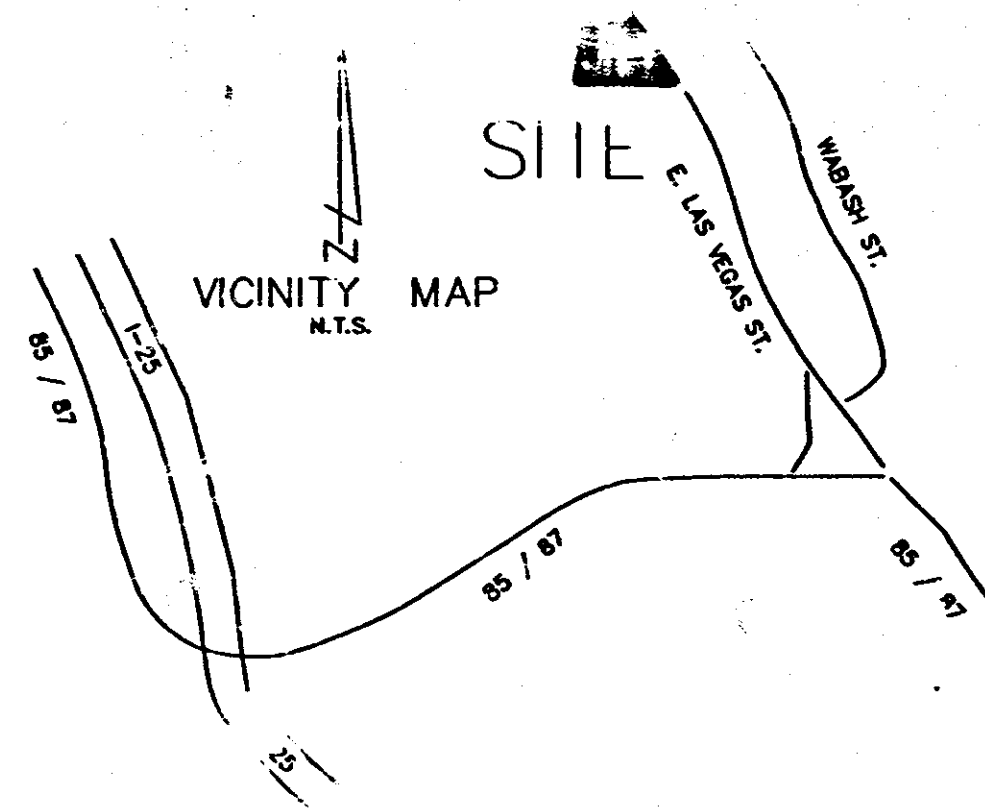 SITE
WABASH ST.
E. LAS VEGAS ST.
N
VICINITY MAP
N.T.S.
I-25
85 / 87
85 / 87
85 / 87
25